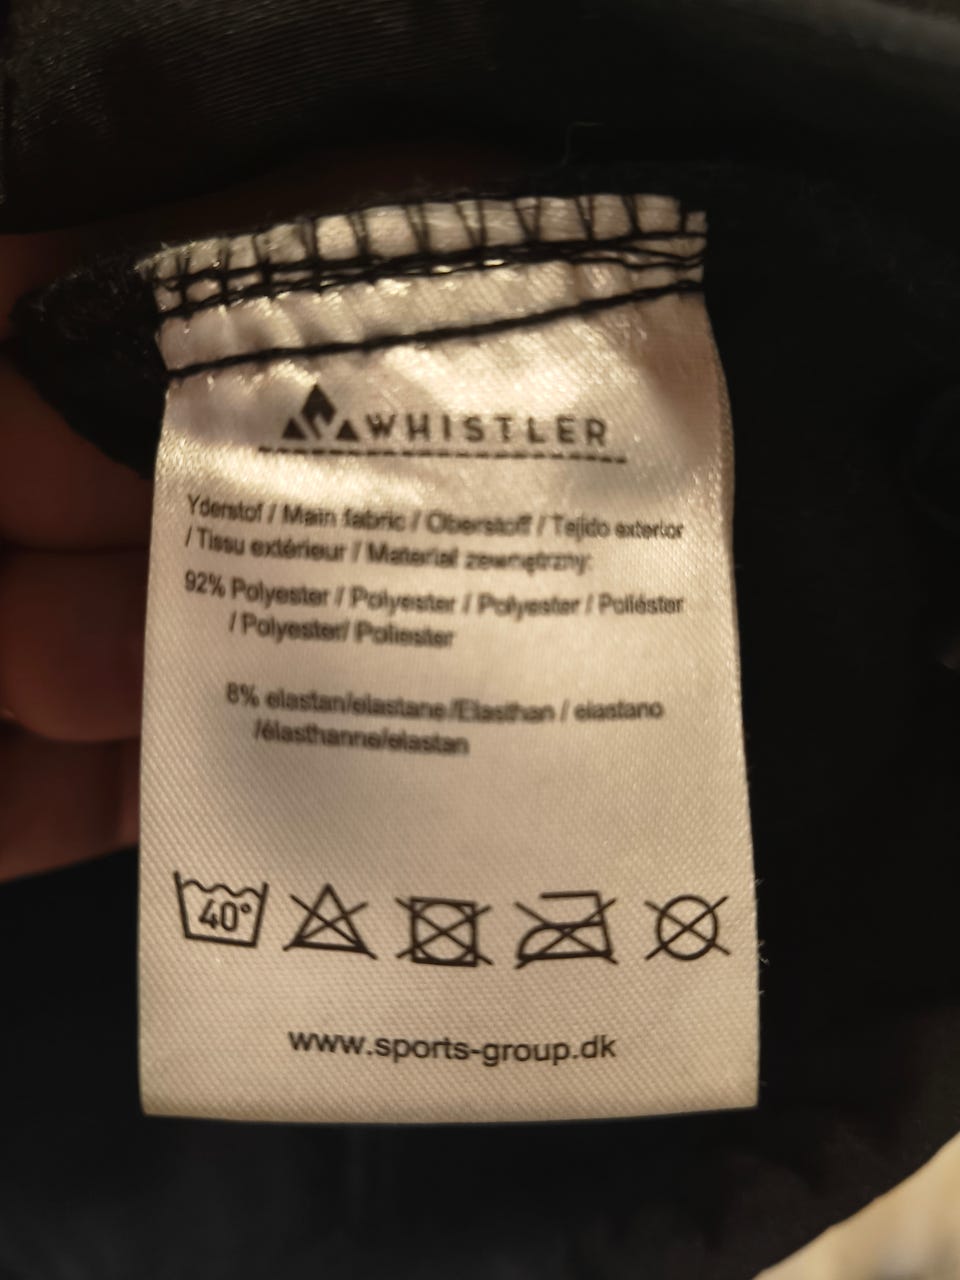 WHISTLER
Yderstof / Main fabric / Oberstoff / Tejido exterior
/ Tissu extérieur / Materiał zewnętrzny:
92% Polyester / Polyester / Polyester / Poliéster
/ Polyester/ Poliester
8% elastan/elastane/Elasthan / elastano
/élasthanne/elastan
40°
www.sports-group.dk